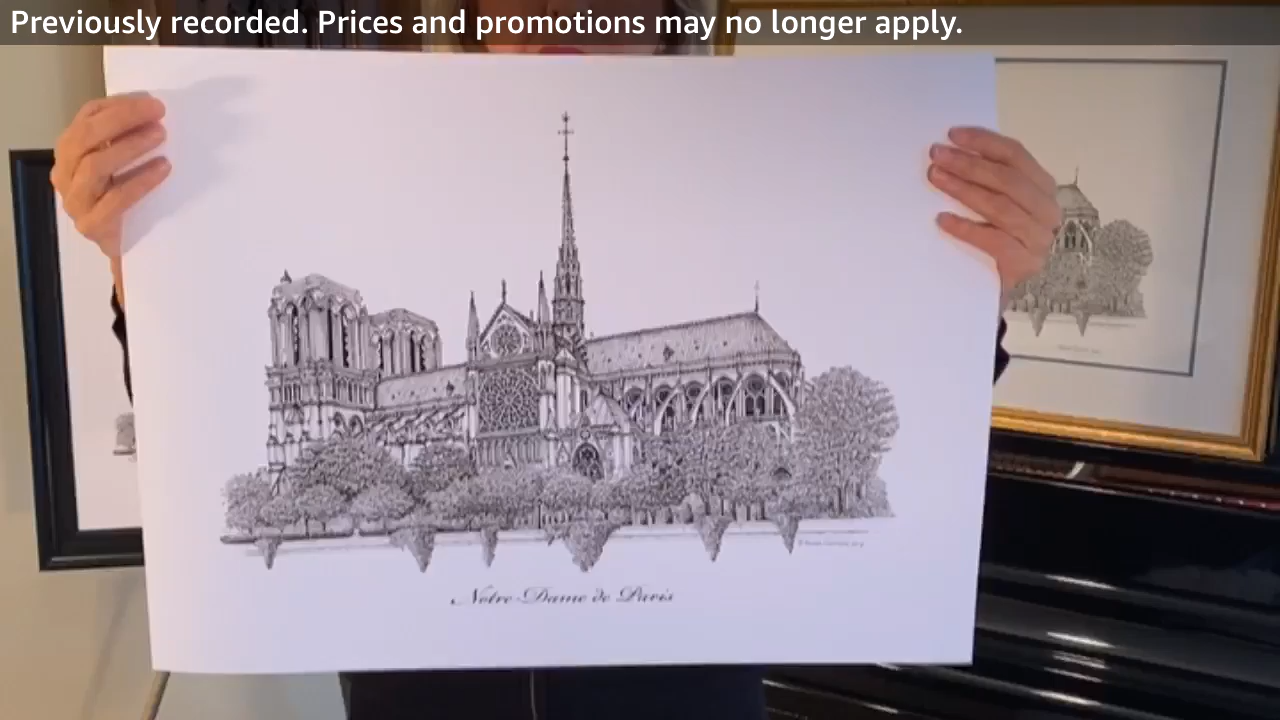 Previously recorded. Prices and promotions may no longer apply.
Notre-Dame de Paris